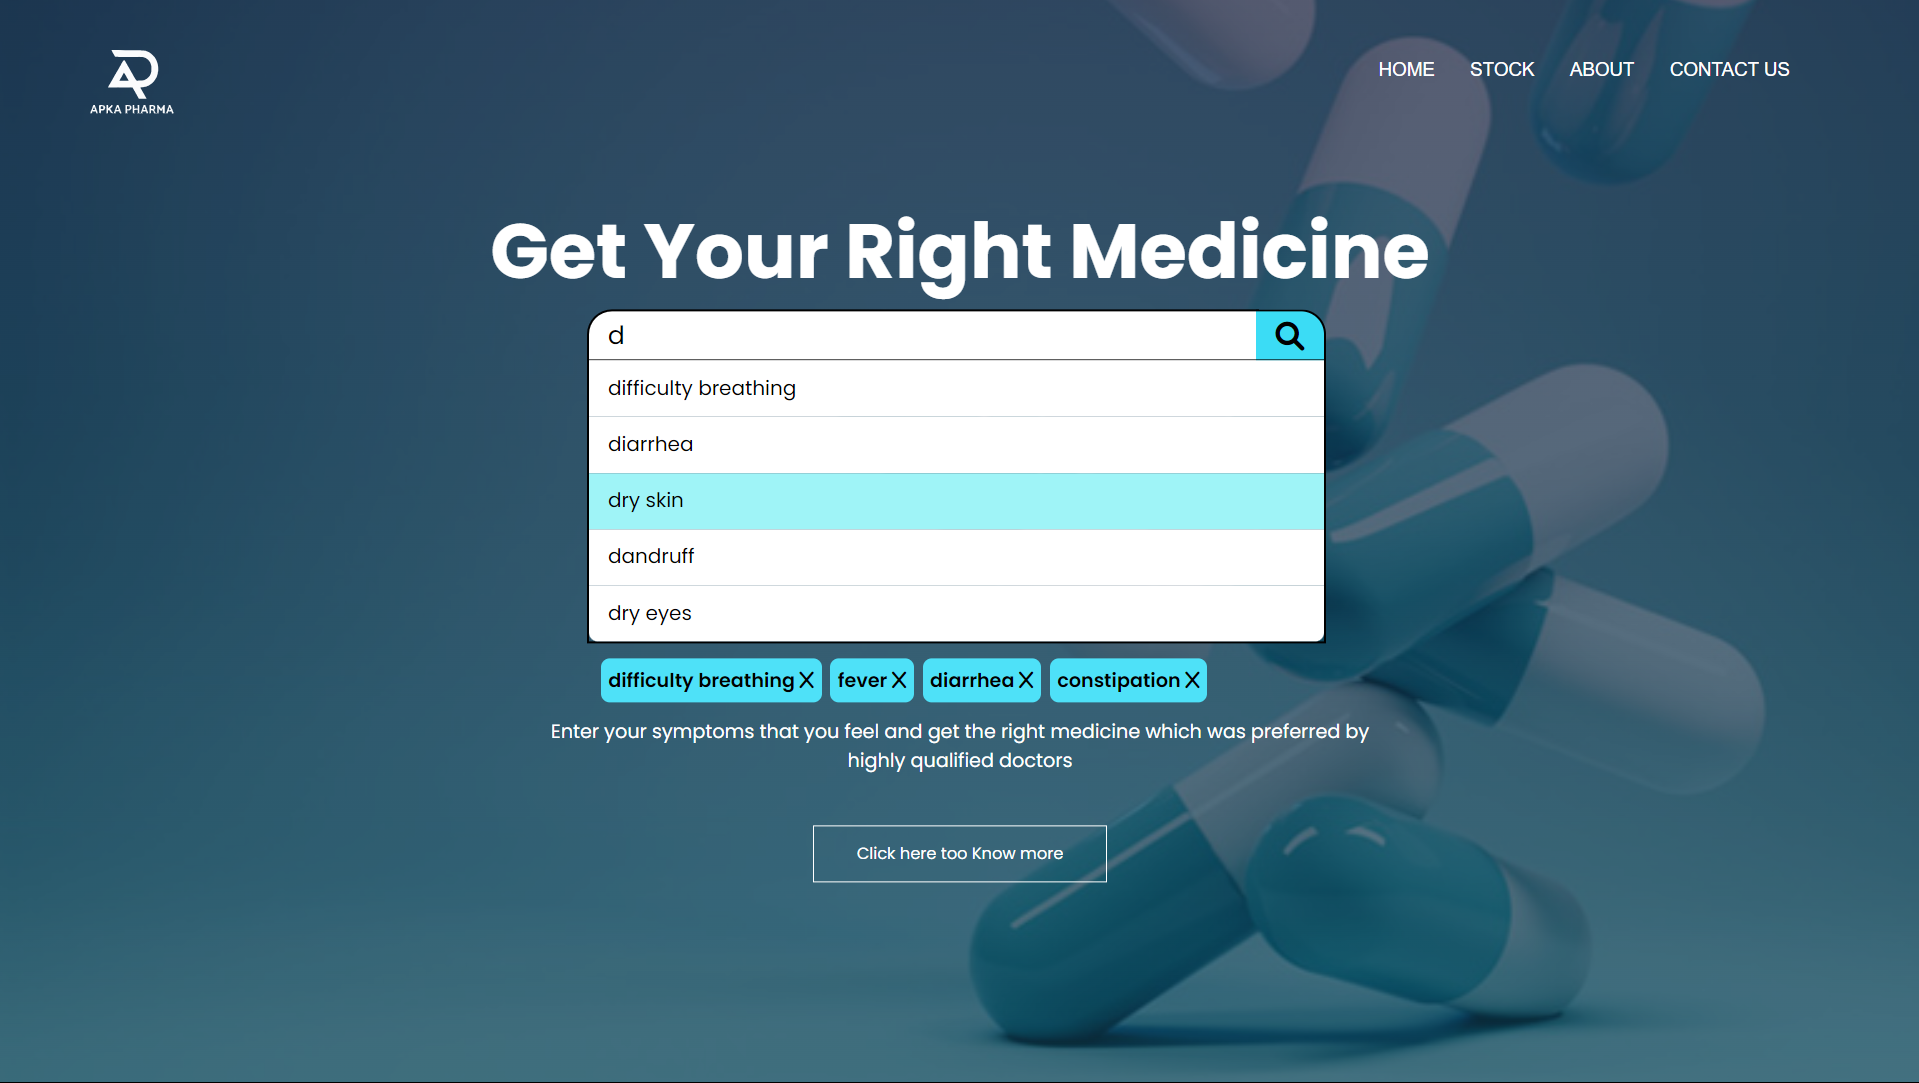 APKA PHARMA
HOME STOCK ABOUT CONTACT US
Get Your Right Medicine
d
difficulty breathing
diarrhea
dry skin
dandruff
dry eyes
difficulty breathing X fever X diarrhea X constipation X
Enter your symptoms that you feel and get the right medicine which was preferred by
highly qualified doctors
Click here too Know more